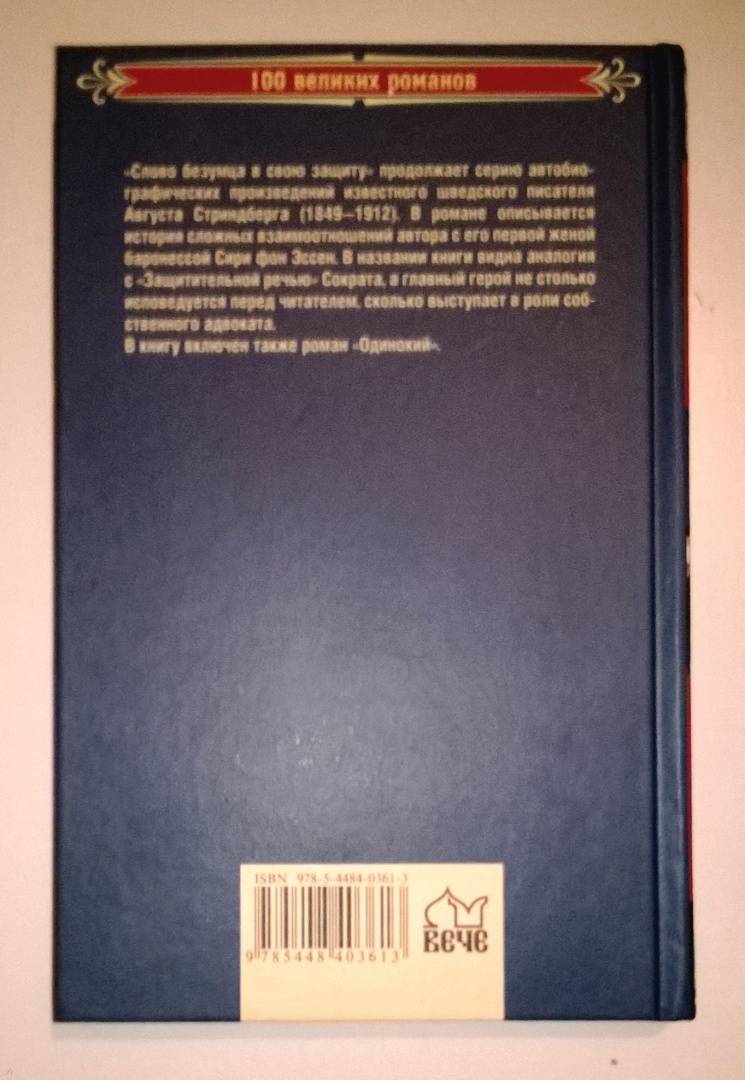 100 великих романов
«Слово безумца в свою защиту» продолжает серию автобио-
графических произведений известного шведского писателя
Августа Стриндберга (1849–1912). В романе описывается
история сложных взаимоотношений автора с его первой женой
баронессой Сири фон Эссен. В названии книги видна аналогия
с «Защитительной речью» Сократа, а главный герой не столько
исповедуется перед читателем, сколько выступает в роли соб-
ственного адвоката.
В книгу включен также роман «Одинокий».
ISBN 978-5-4484-0361-3
9 785448 403613
ВЕЧЕ